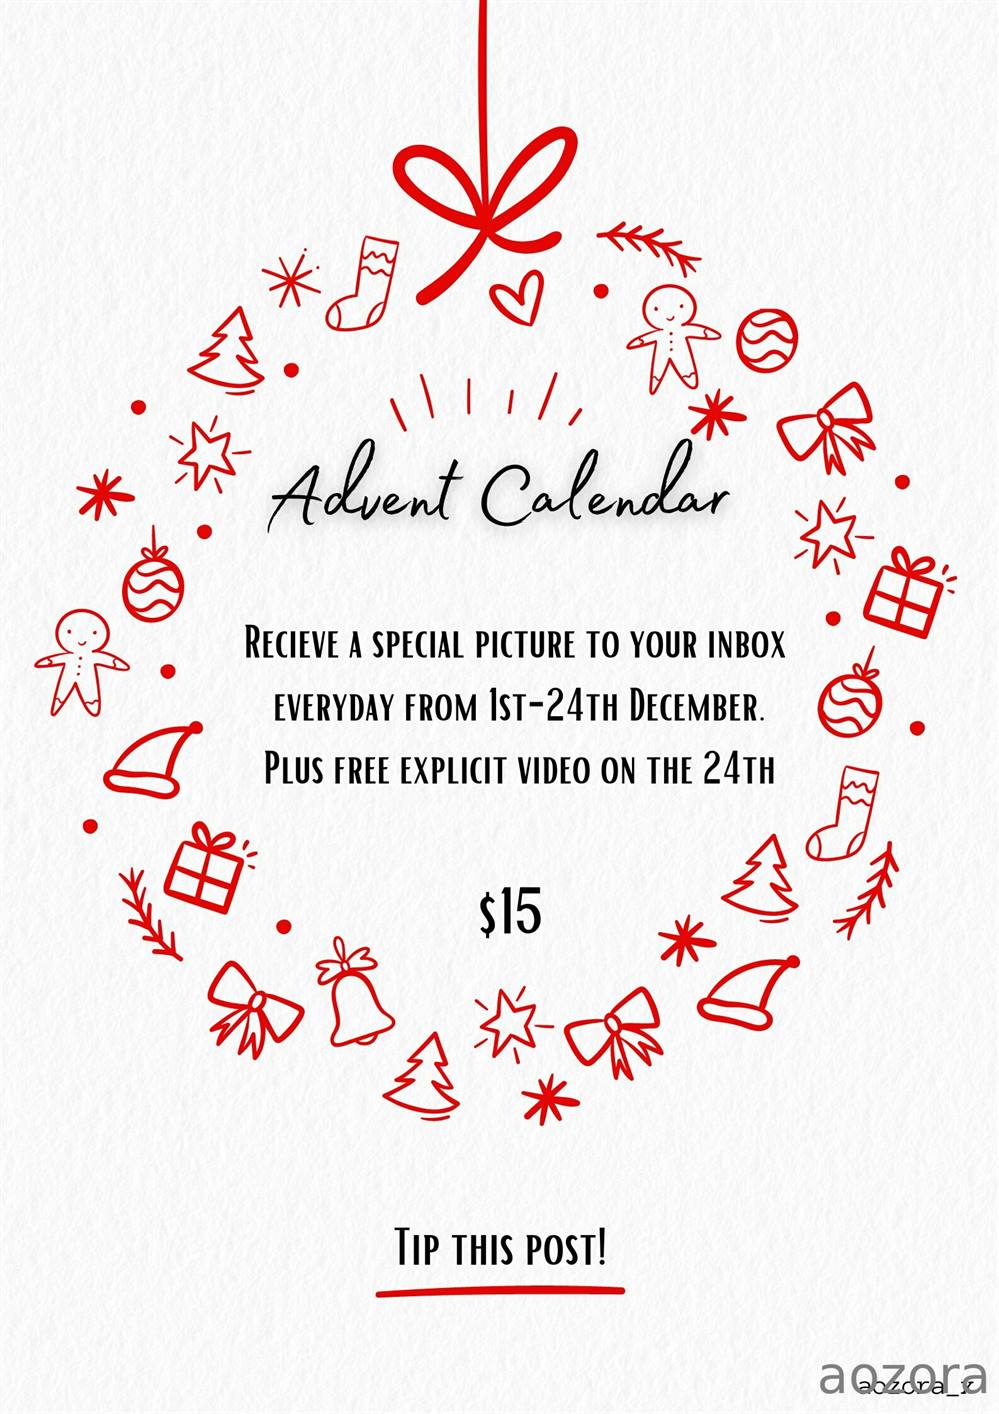 Advent Calendar
Recieve a special picture to your inbox
everyday from 1st-24th December.
Plus free explicit video on the 24th
$15
Tip this post!
aozora
aozora_x